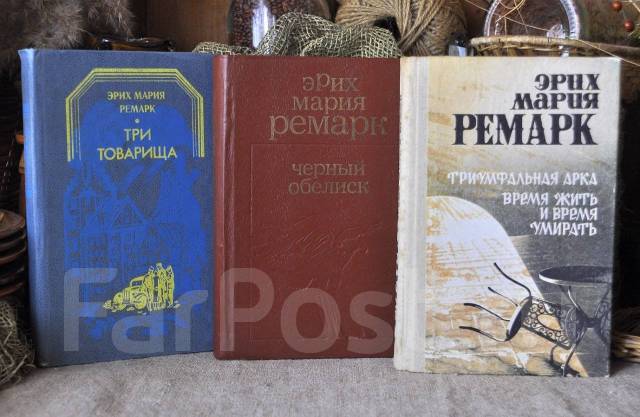 ЭРИХ МАРИЯ
РЕМАРК
ТРИ
ТОВАРИЩА
эрих
мария
ремарк
черный
обелиск
ЭРИХ
МАРИЯ
РЕМАРК
ТРИУМФАЛЬНАЯ АРКА
ВРЕМЯ ЖИТЬ
И ВРЕМЯ
УМИРАТЬ
FarPost